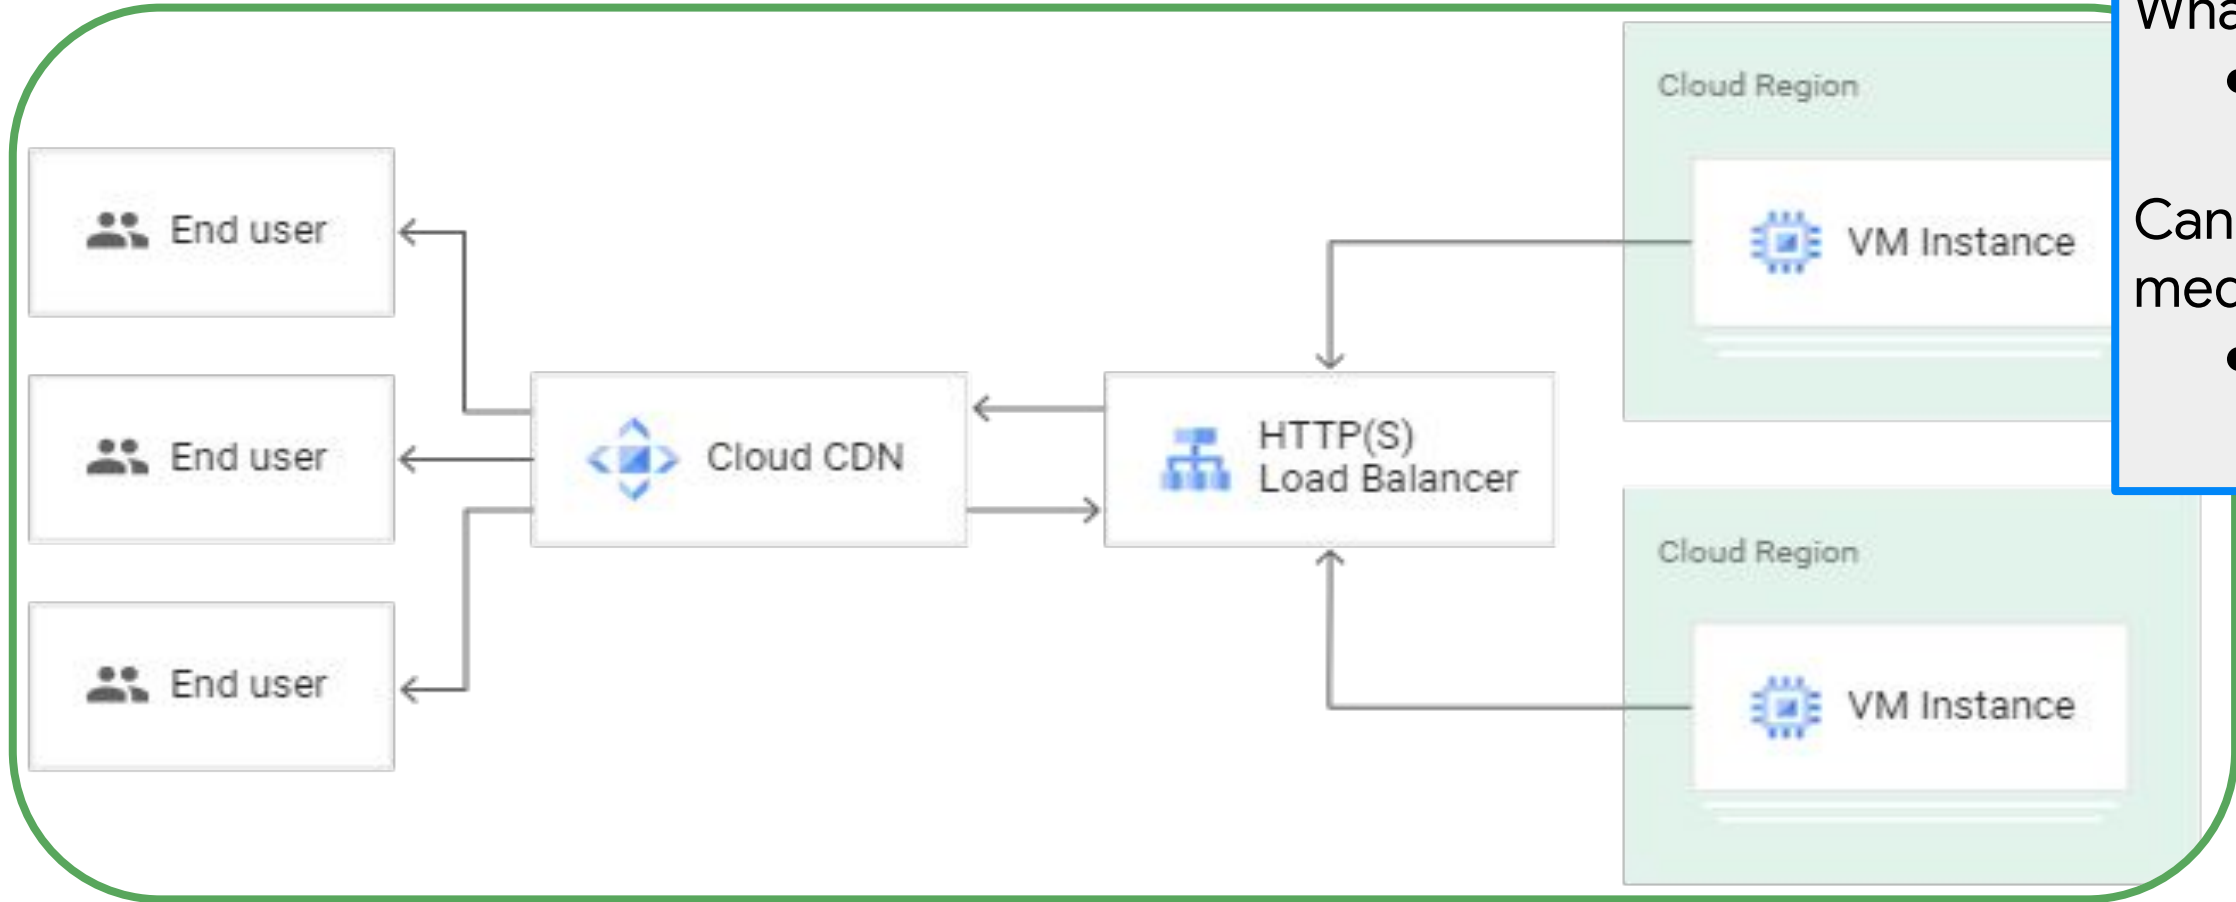 End user
End user
End user
Cloud CDN
HTTP(S)
Load Balancer
Cloud Region
VM Instance
Cloud Region
VM Instance
Can